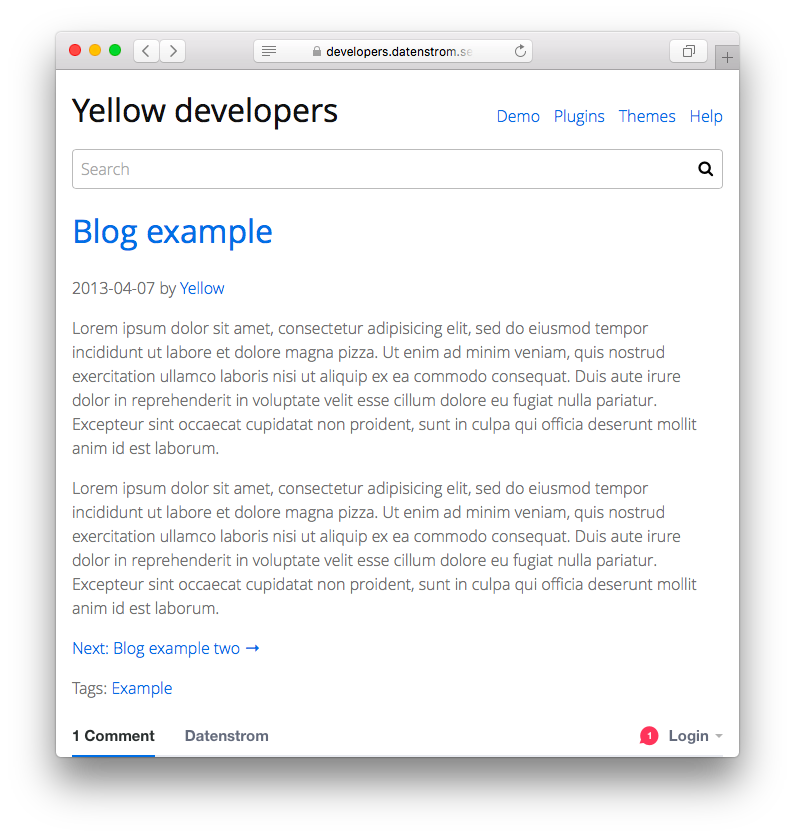 developers.datenstrom.se
Yellow developers
Demo Plugins Themes Help
Search
Blog example
2013-04-07 by Yellow
Lorem ipsum dolor sit amet, consectetur adipisicing elit, sed do eiusmod tempor
incididunt ut labore et dolore magna pizza. Ut enim ad minim veniam, quis nostrud
exercitation ullamco laboris nisi ut aliquip ex ea commodo consequat. Duis aute irure
dolor in reprehenderit in voluptate velit esse cillum dolore eu fugiat nulla pariatur.
Excepteur sint occaecat cupidatat non proident, sunt in culpa qui officia deserunt mollit
anim id est laborum.
Lorem ipsum dolor sit amet, consectetur adipisicing elit, sed do eiusmod tempor
incididunt ut labore et dolore magna pizza. Ut enim ad minim veniam, quis nostrud
exercitation ullamco laboris nisi ut aliquip ex ea commodo consequat. Duis aute irure
dolor in reprehenderit in voluptate velit esse cillum dolore eu fugiat nulla pariatur.
Excepteur sint occaecat cupidatat non proident, sunt in culpa qui officia deserunt mollit
anim id est laborum.
Next: Blog example two →
Tags: Example
1 Comment Datenstrom 1 Login